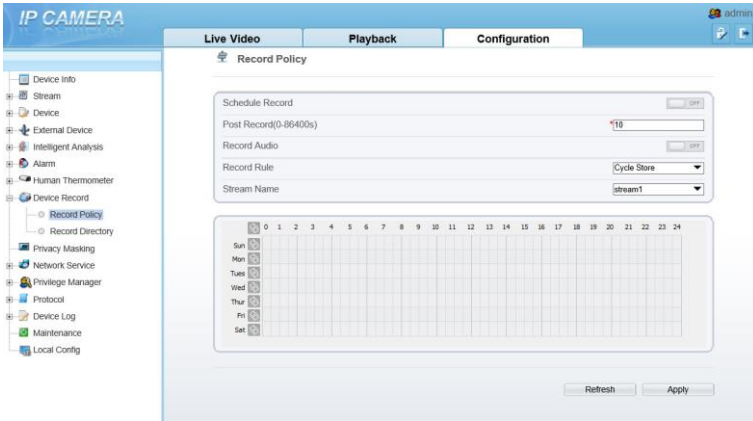 IP CAMERA
admin
Live Video Playback Configuration
Record Policy
Device Info
Stream
Device
External Device
Intelligent Analysis
Alarm
Human Thermometer
Device Record
Record Policy
Record Directory
Privacy Masking
Network Service
Privilege Manager
Protocol
Device Log
Maintenance
Local Config
Schedule Record OFF
Post Record(0-86400s) *10
Record Audio OFF
Record Rule Cycle Store
Stream Name stream1
0 1 2 3 4 5 6 7 8 9 10 11 12 13 14 15 16 17 18 19 20 21 22 23 24
Sun
Mon
Tues
Wed
Thur
Fri
Sat
Refresh Apply